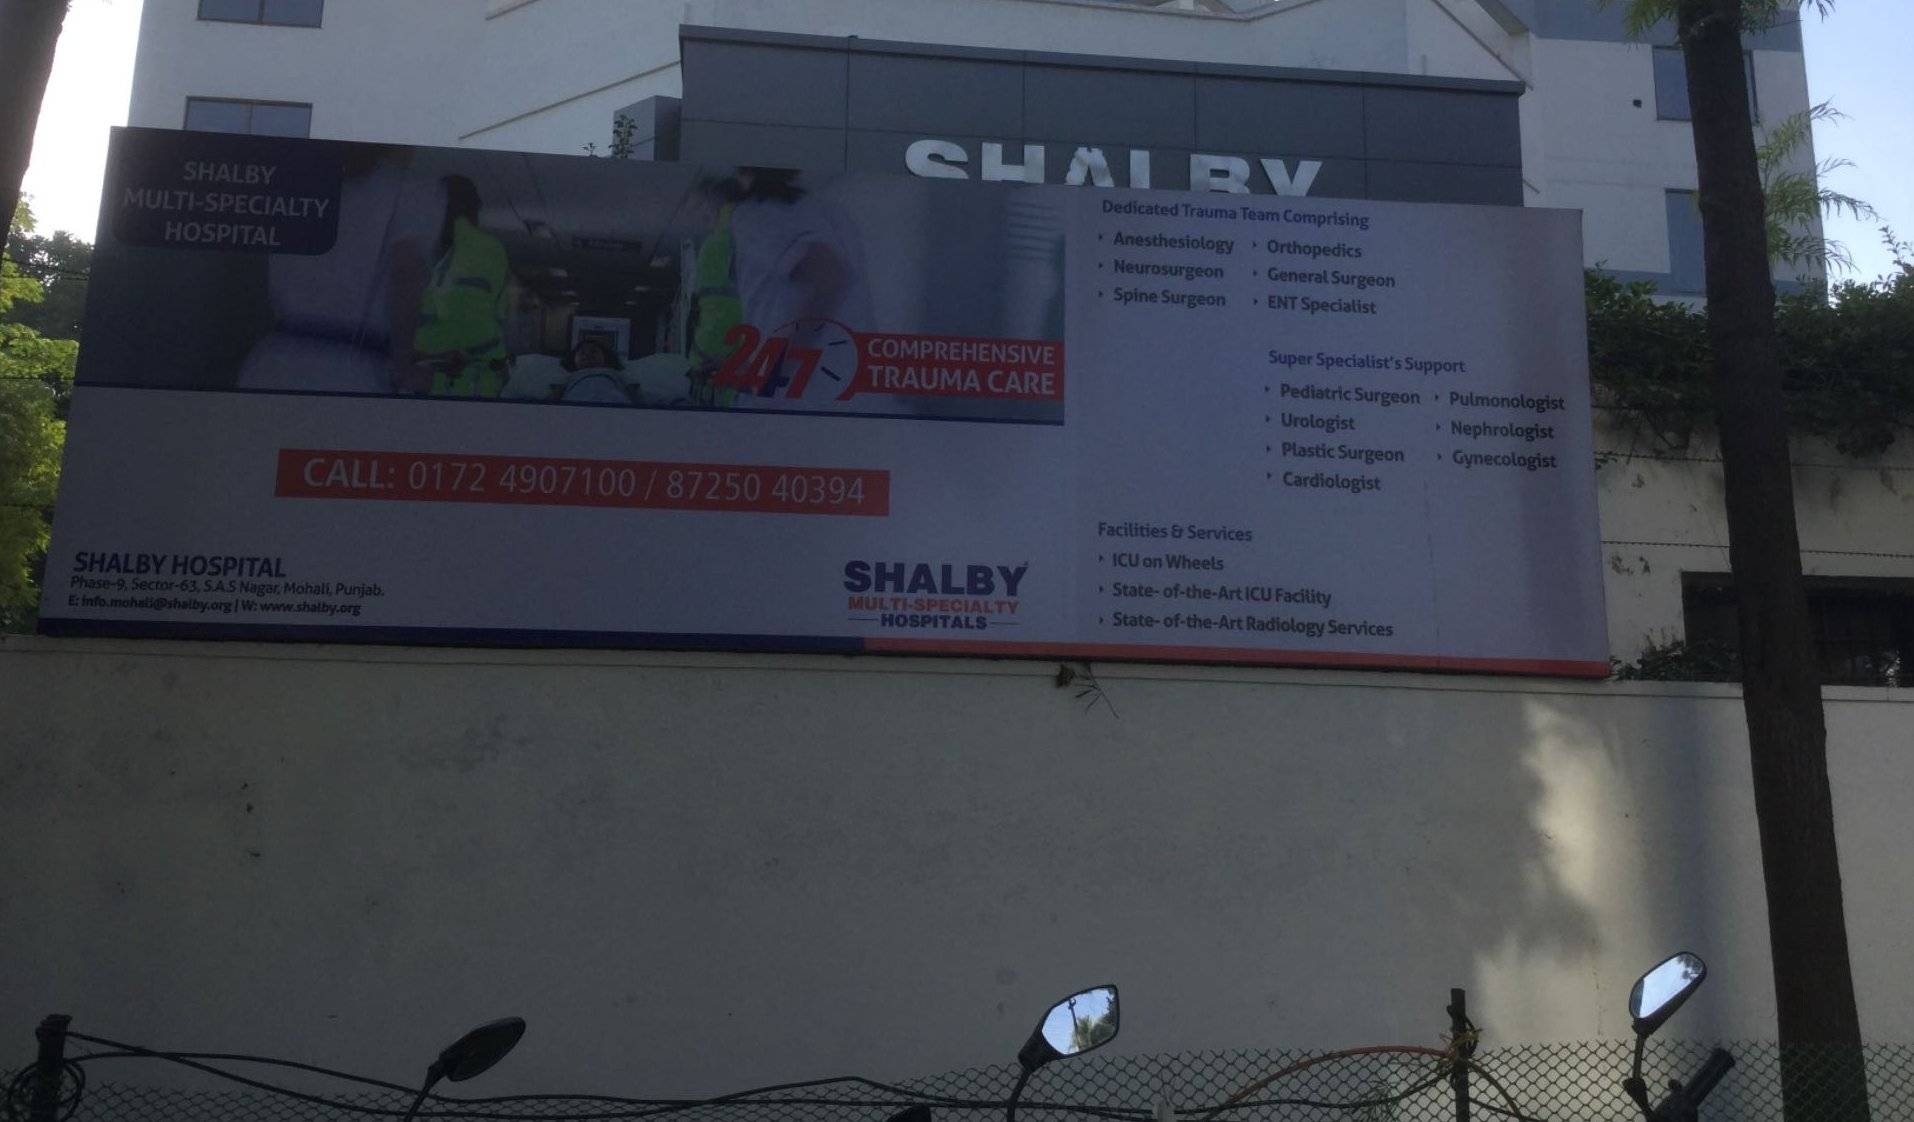 SHALBY
SHALBY
MULTI-SPECIALTY
HOSPITAL
24x7
COMPREHENSIVE
TRAUMA CARE
CALL: 0172 4907100 / 87250 40394
SHALBY HOSPITAL
Phase-9, Sector-63, S.A.S Nagar, Mohali, Punjab.
E: info.mohali@shalby.org | W: www.shalby.org
SHALBY
MULTI-SPECIALTY
HOSPITALS
Dedicated Trauma Team Comprising
Anesthesiology
Orthopedics
Neurosurgeon
General Surgeon
Spine Surgeon
ENT Specialist
Super Specialist's Support
Pediatric Surgeon
Pulmonologist
Urologist
Nephrologist
Plastic Surgeon
Gynecologist
Cardiologist
Facilities & Services
ICU on Wheels
State- of-the-Art ICU Facility
State- of-the-Art Radiology Services